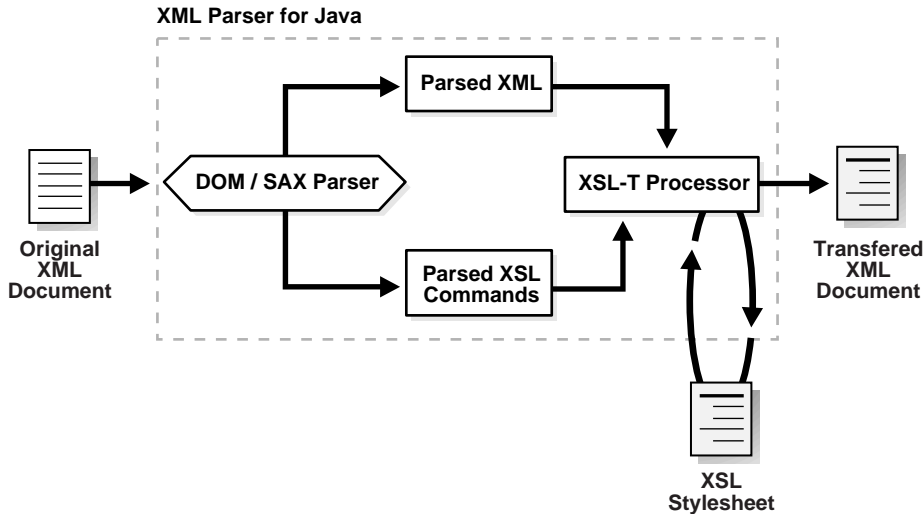 XML Parser for Java
Parsed XML
DOM / SAX Parser
XSL-T Processor
Original
XML
Document
Parsed XSL
Commands
Transfered
XML
Document
XSL
Stylesheet